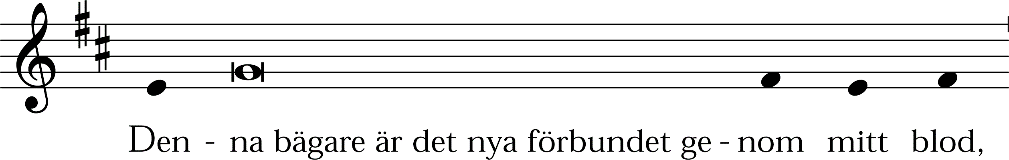 Den - na bägare är det nya förbundet ge - nom mitt blod,